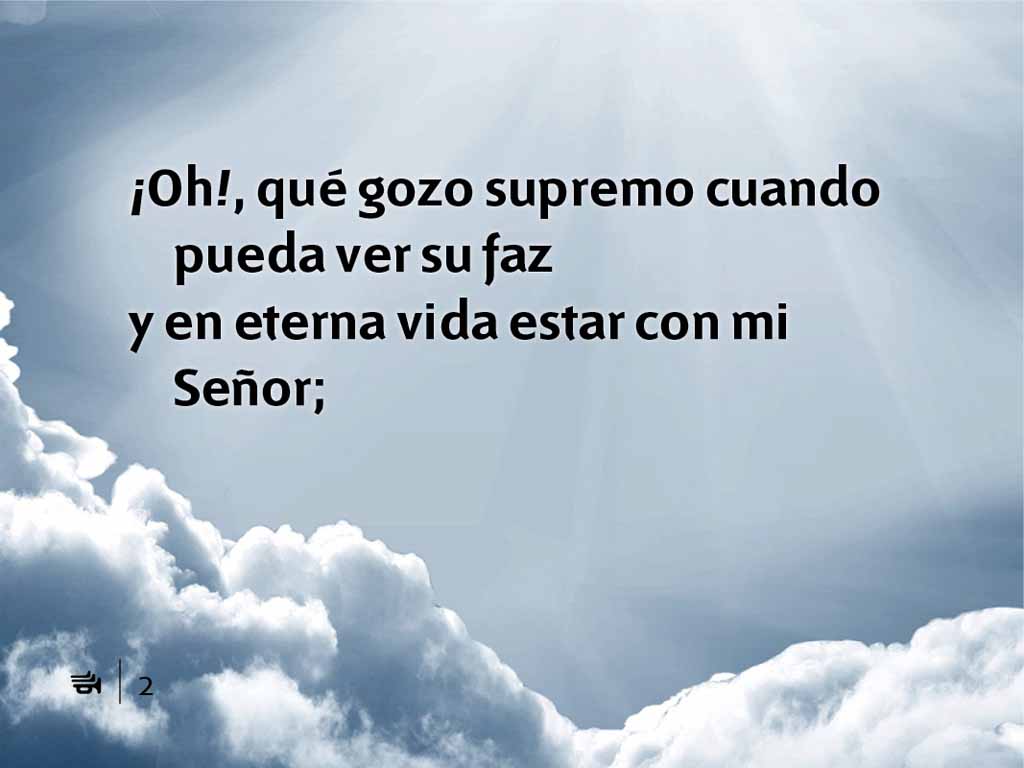 ¡Oh!, qué gozo supremo cuando
pueda ver su faz
y en eterna vida estar con mi
Señor;
2